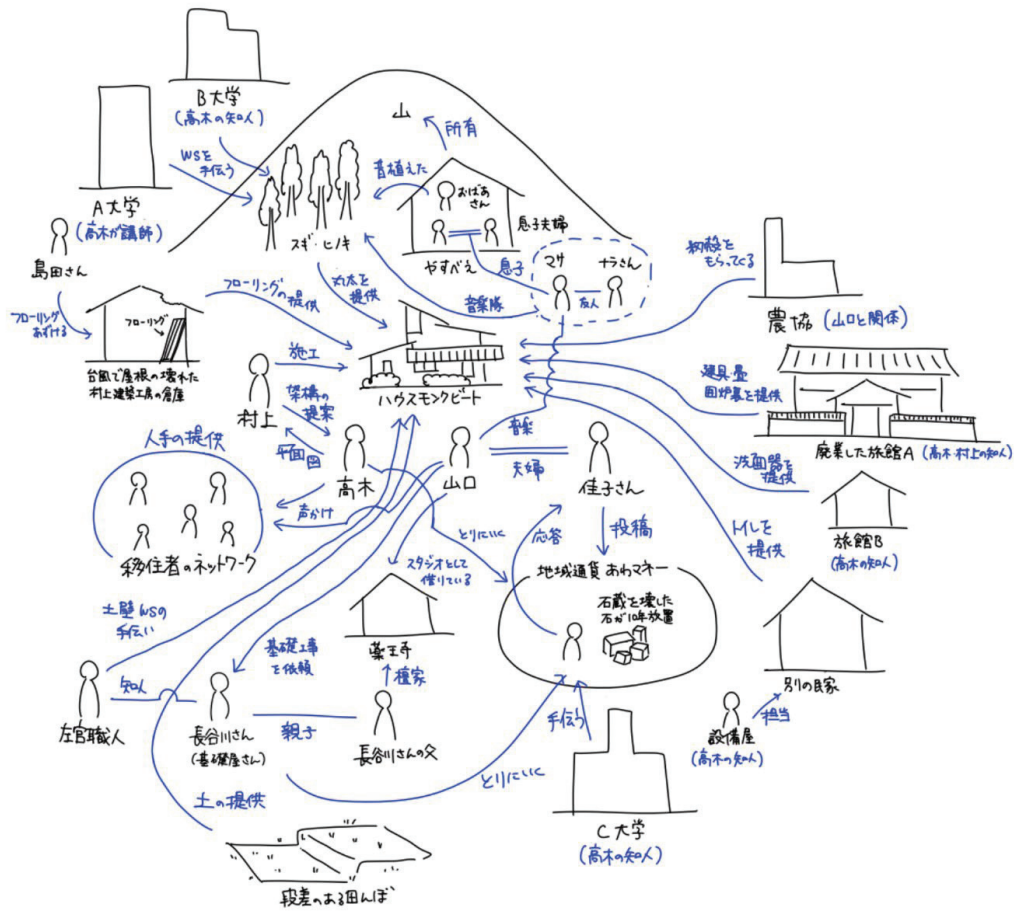 B大学
(高木の知人)
山
所有
WSを
手伝う
昔植えた
おばあ
さん
A大学
(高木が講師)
スギ・ヒノキ
息子夫婦
やすべえ
島田さん
息子
マサ
ナラさん
友人
籾殻を
もらってくる
農協 (山口と関係)
フローリングの提供
丸太を
提供
音楽隊
フローリング
あずける
フローリング
台風で屋根の壊れた
村上建築工房の倉庫
施工
ハウスモンクビート
建具・畳
囲炉裏を提供
廃業した旅館A (高木・村上の知人)
村上
架構の
提案
平面図
音楽
洗面器を
提供
人手の提供
高木
山口
夫婦
佳子さん
旅館B
(高木の知人)
声かけ
とりにいく
応答
投稿
トイレを
提供
移住者のネットワーク
スタジオとして
借りている
地域通貨 あわマネー
石蔵を壊した
石が10年放置
土壁WSの
手伝い
基礎工事
を依頼
薬王寺
檀家
別の民家
左官職人
知人
長谷川さん
(基礎屋さん)
親子
長谷川さんの父
手伝う
設備屋
(高木の知人)
担当
土の提供
とりにいく
C大学
(高木の知人)
段差のある田んぼ